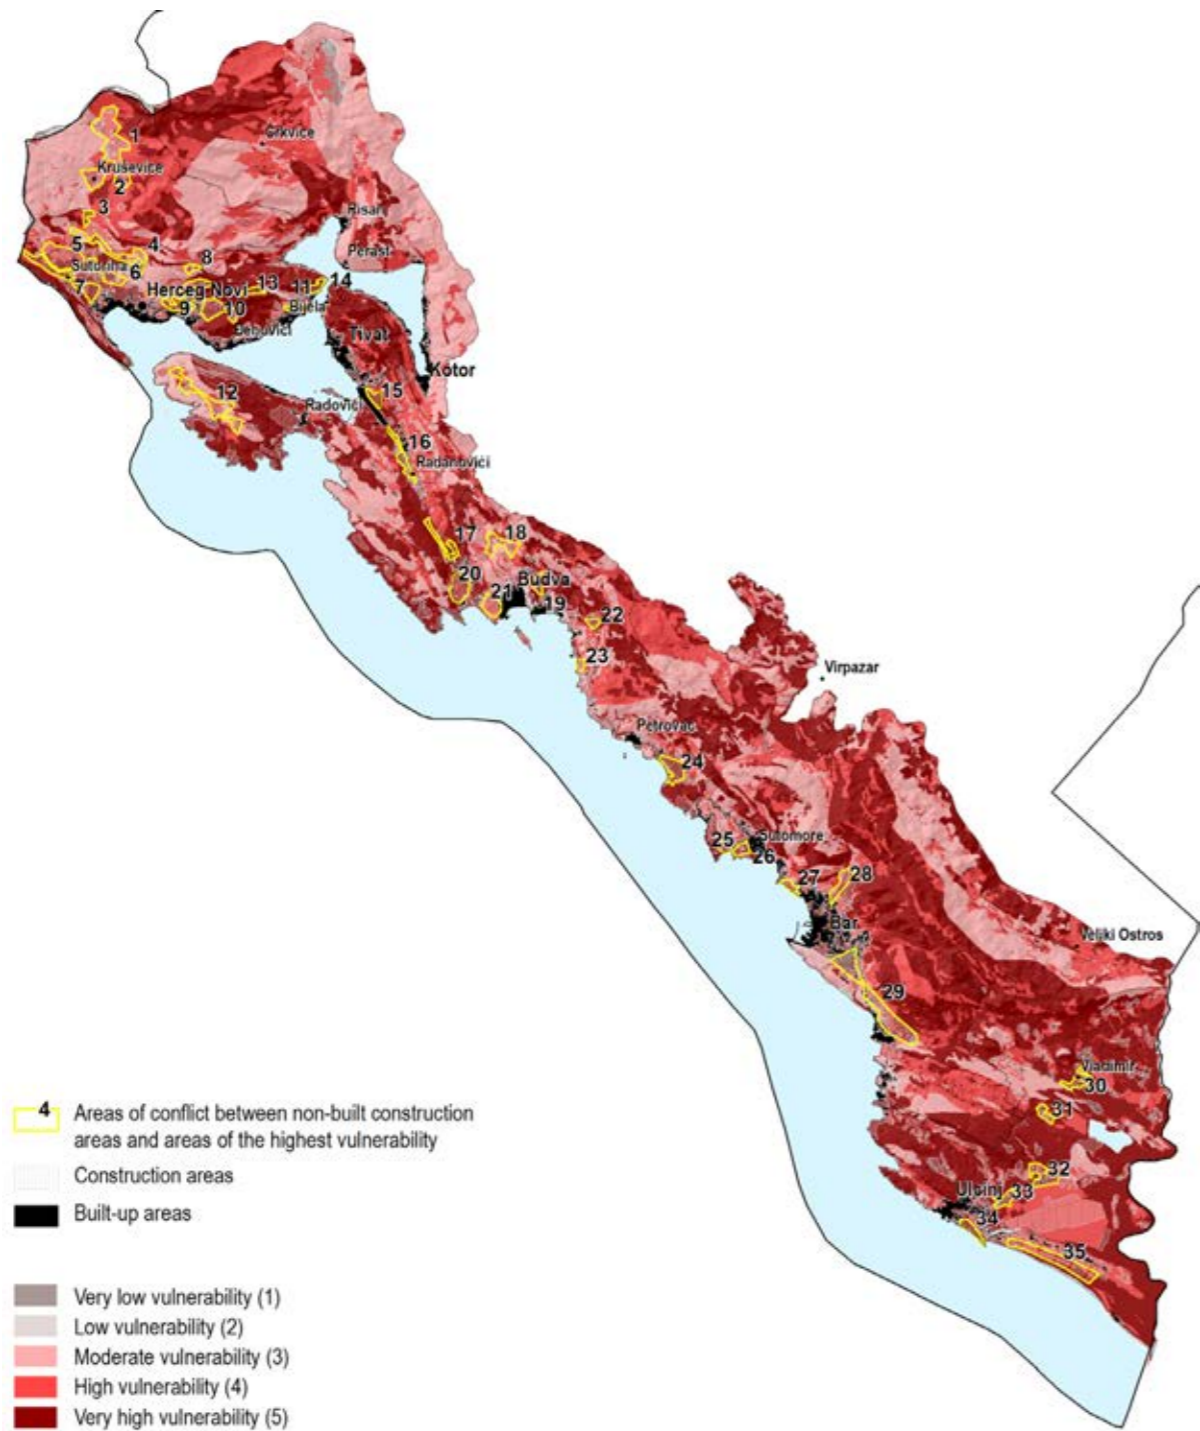 Crkvice
1
Kruševice
2
3
Risan
5
4
8
Perast
Sutorina
6
7
Herceg Novi
13
11
14
9
10
Bijela
Đenovići
Tivat
Kotor
12
15
Radovići
16
Radanovići
17
18
20
Budva
21
19
22
23
Virpazar
Petrovac
24
25
Sutomore
26
27
28
Bar
Veliki Ostros
29
Vladimir
30
31
32
Ulcinj
33
34
35
4
Areas of conflict between non-built construction
areas and areas of the highest vulnerability
Construction areas
Built-up areas
Very low vulnerability (1)
Low vulnerability (2)
Moderate vulnerability (3)
High vulnerability (4)
Very high vulnerability (5)